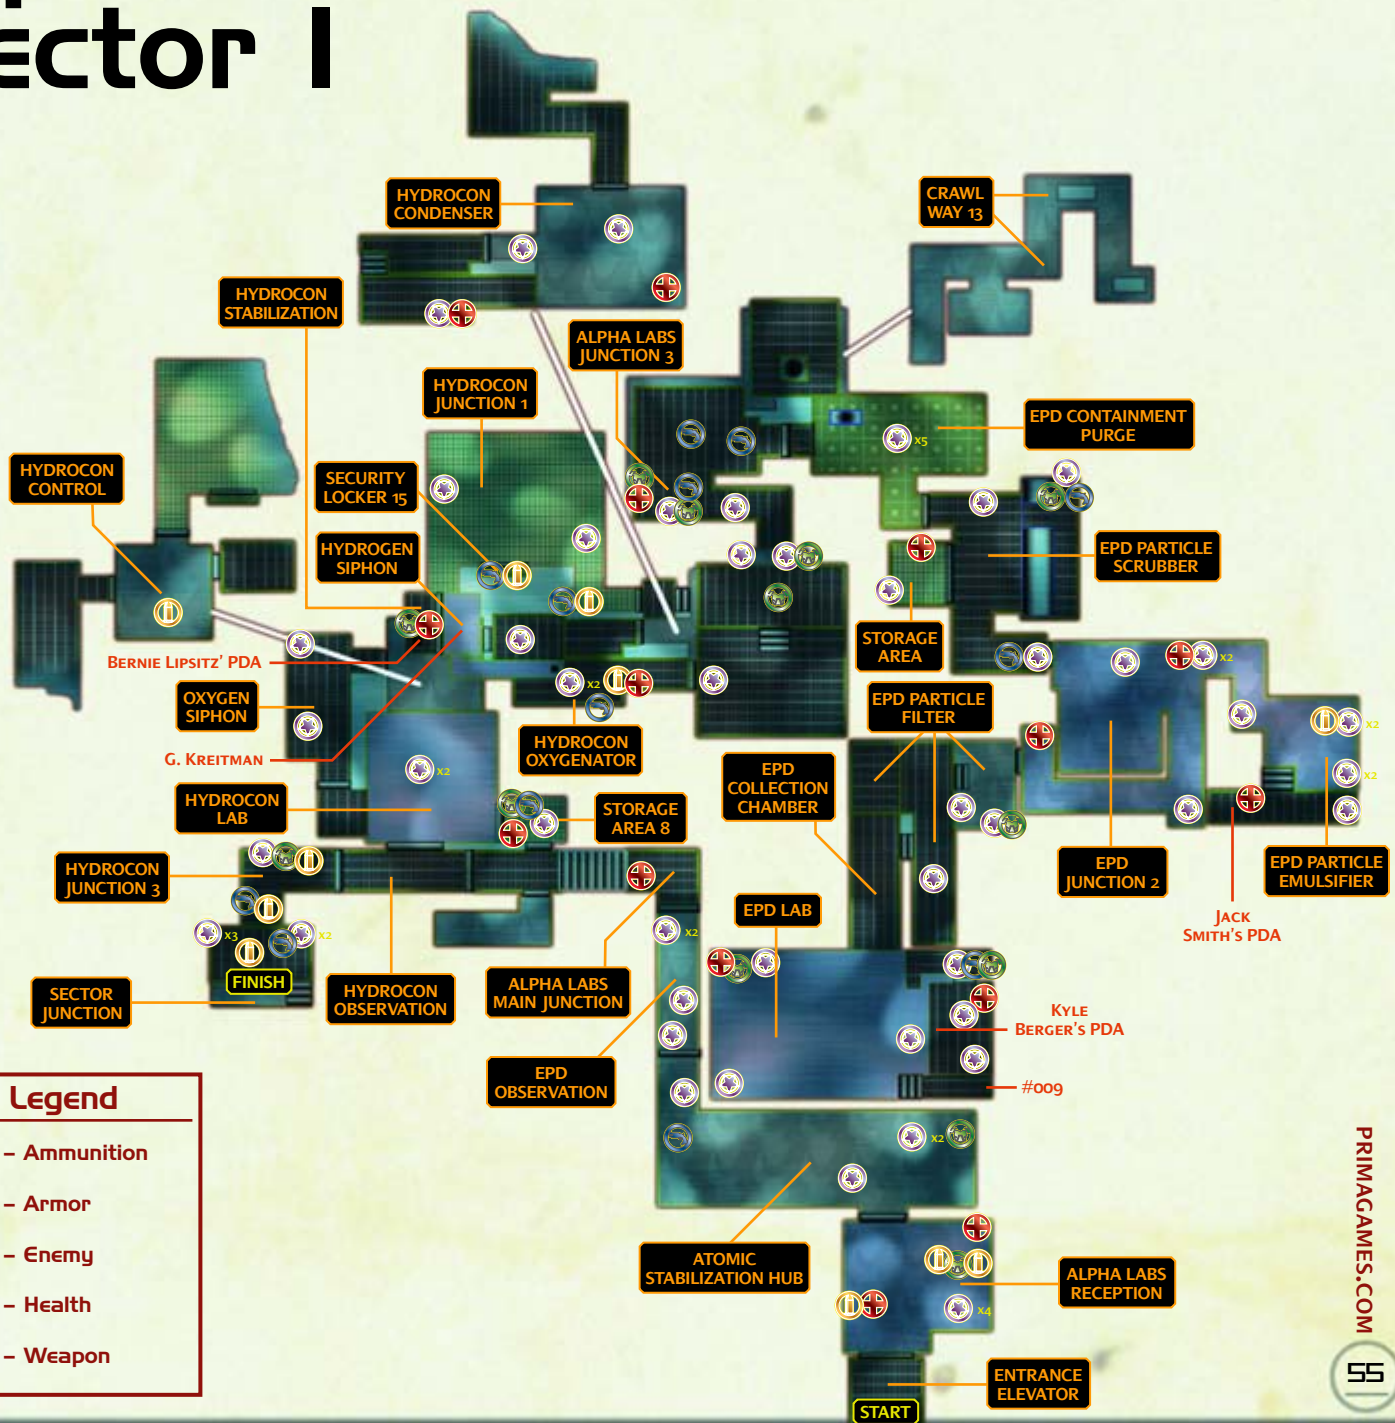 ector 1
HYDROCON
CONDENSER
CRAWL
WAY 13
HYDROCON
STABILIZATION
ALPHA LABS
JUNCTION 3
HYDROCON
JUNCTION 1
EPD CONTAINMENT
PURGE
x5
HYDROCON
CONTROL
SECURITY
LOCKER 15
HYDROGEN
SIPHON
EPD PARTICLE
SCRUBBER
STORAGE
AREA
BERNIE LIPSITZ' PDA
x2
x2
OXYGEN
SIPHON
EPD PARTICLE
FILTER
x2
G. KREITMAN
HYDROCON
OXYGENATOR
EPD
COLLECTION
CHAMBER
x2
x2
HYDROCON
LAB
STORAGE
AREA 8
HYDROCON
JUNCTION 3
EPD
JUNCTION 2
EPD PARTICLE
EMULSIFIER
EPD LAB
JACK
SMITH'S PDA
x3
x2
x2
FINISH
SECTOR
JUNCTION
HYDROCON
OBSERVATION
ALPHA LABS
MAIN JUNCTION
KYLE
BERGER'S PDA
EPD
OBSERVATION
#009
Legend
– Ammunition
– Armor
– Enemy
– Health
– Weapon
x2
ATOMIC
STABILIZATION HUB
ALPHA LABS
RECEPTION
x4
ENTRANCE
ELEVATOR
START
PRIMAGAMES.COM
55